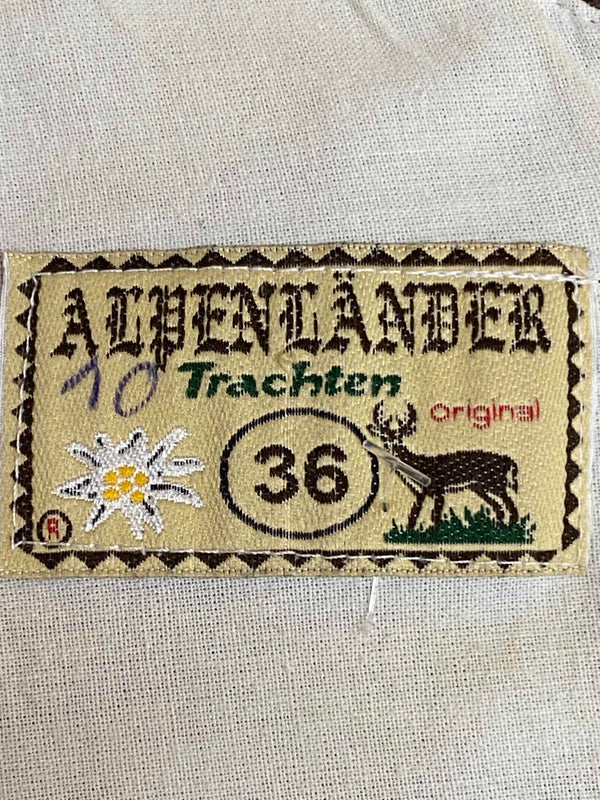 ALPENLÄNDER
10 Trachten
original
36